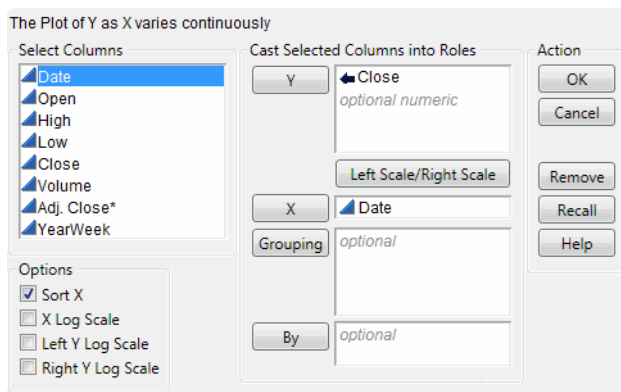 The Plot of Y as X varies continuously
Select Columns
Date
Open
High
Low
Close
Volume
Adj. Close*
YearWeek
Options
Sort X
X Log Scale
Left Y Log Scale
Right Y Log Scale
Cast Selected Columns into Roles
Y
Close
optional numeric
Left Scale/Right Scale
X
Date
Grouping
optional
By
optional
Action
OK
Cancel
Remove
Recall
Help